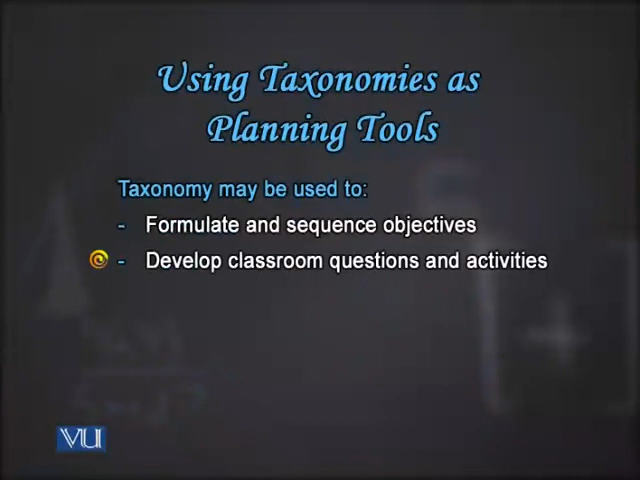 Using Taxonomies as
Planning Tools
Taxonomy may be used to:
- Formulate and sequence objectives
- Develop classroom questions and activities
VU